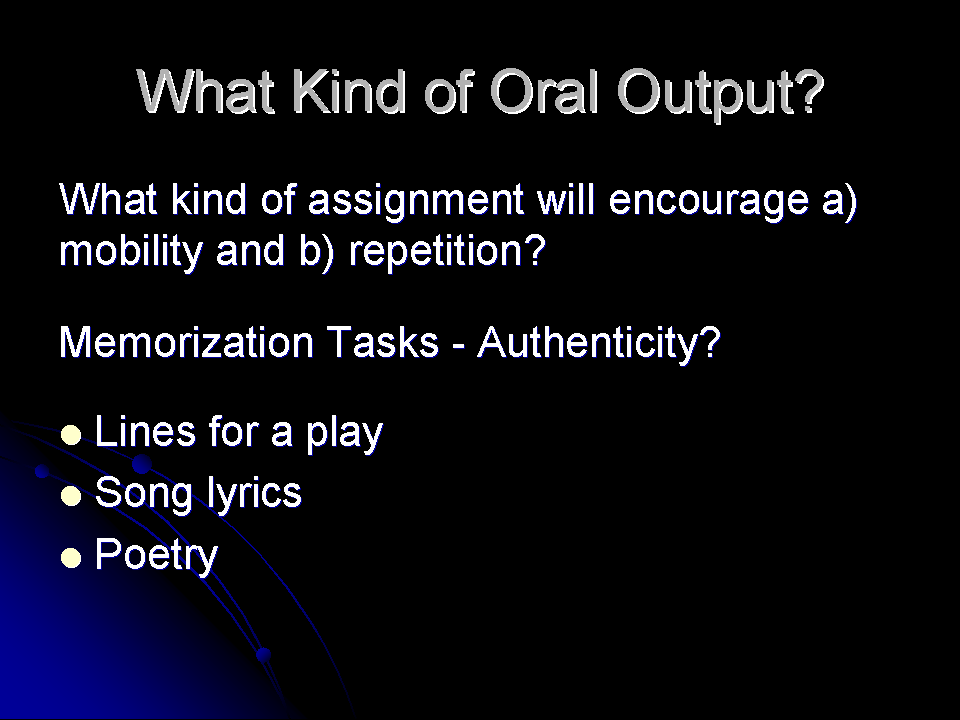 What Kind of Oral Output?
What kind of assignment will encourage a)
mobility and b) repetition?
Memorization Tasks - Authenticity?
Lines for a play
Song lyrics
Poetry